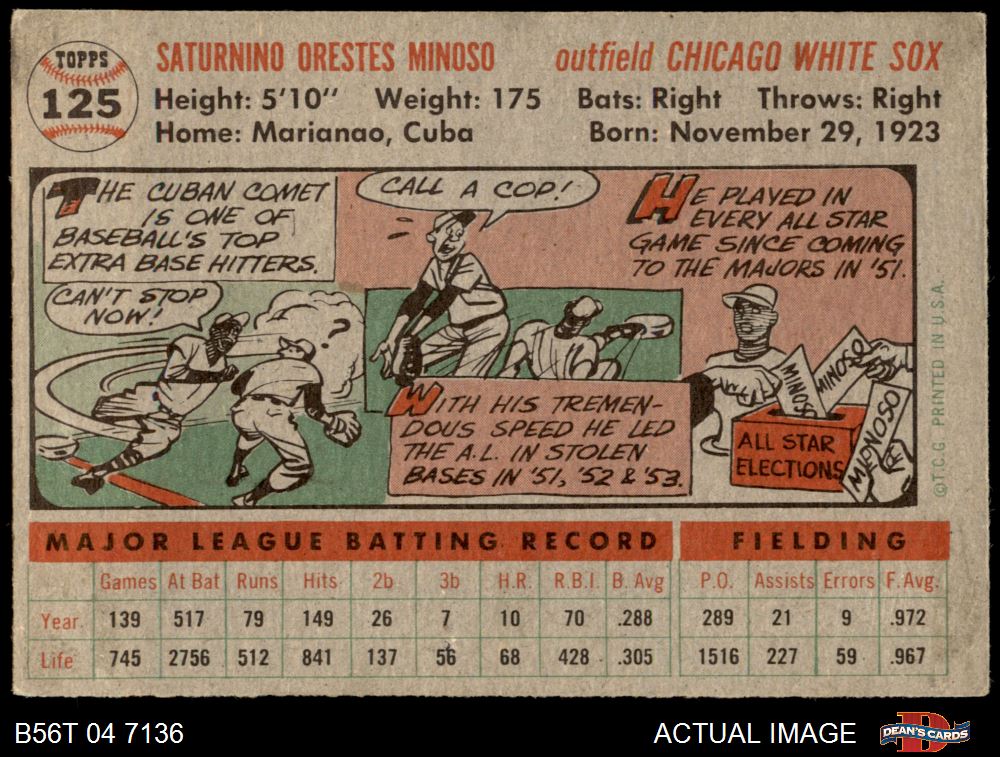 TOPPS
125
SATURNINO ORESTES MINOSO outfield CHICAGO WHITE SOX
Height: 5'10" Weight: 175 Bats: Right Throws: Right
Home: Marianao, Cuba Born: November 29, 1923
THE CUBAN COMET
IS ONE OF
BASEBALL'S TOP
EXTRA BASE HITTERS.
CAN'T STOP
NOW!
?
CALL A COP!
WITH HIS TREMEN-
DOUS SPEED HE LED
THE A.L. IN STOLEN
BASES IN '51, '52 & '53.
HE PLAYED IN
EVERY ALL STAR
GAME SINCE COMING
TO THE MAJORS IN '51.
MINOSO
MINOSO
MINOSO
ALL STAR
ELECTIONS
© T.C.G. PRINTED IN U.S.A.
MAJOR LEAGUE BATTING RECORD FIELDING
Games At Bat Runs Hits 2b 3b H.R. R.B.I. B. Avg P.O. Assists Errors F. Avg.
Year 139 517 79 149 26 7 10 70 .288 289 21 9 .972
Life 745 2756 512 841 137 56 68 428 .305 1516 227 59 .967
B56T 04 7136 ACTUAL IMAGE D DEAN'S CARDS